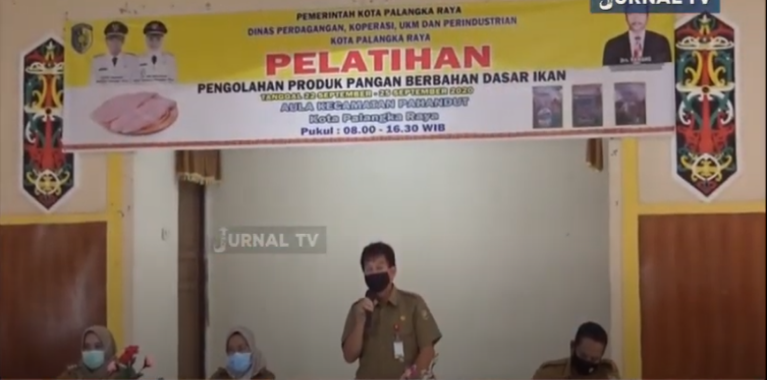 JURNAL TV
PEMERINTAH KOTA PALANGKA RAYA
DINAS PERDAGANGAN, KOPERASI, UKM DAN PERINDUSTRIAN
KOTA PALANGKA RAYA
PELATIHAN
PENGOLAHAN PRODUK PANGAN BERBAHAN DASAR IKAN
TANGGAL 22 SEPTEMBER - 25 SEPTEMBER 2020
AULA KECAMATAN PAHANDUT
Kota Palangka Raya
Pukul : 08.00 - 16.30 WIB
JURNAL TV